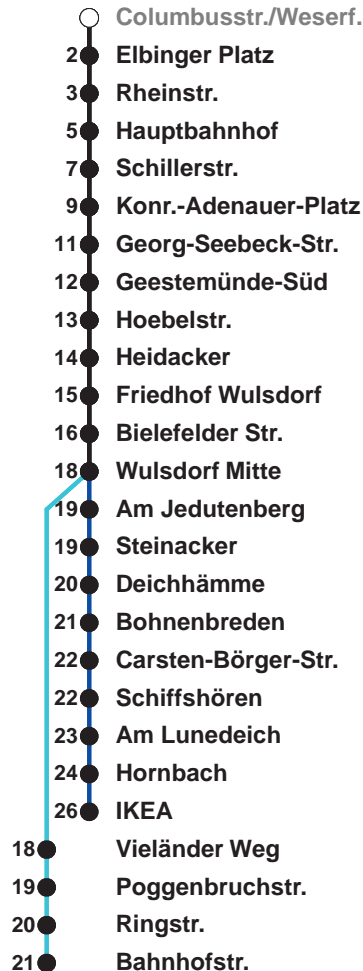 Columbusstr./Weserf.
2 Elbinger Platz
3 Rheinstr.
5 Hauptbahnhof
7 Schillerstr.
9 Konr.-Adenauer-Platz
11 Georg-Seebeck-Str.
12 Geestemünde-Süd
13 Hoebelstr.
14 Heidacker
15 Friedhof Wulsdorf
16 Bielefelder Str.
18 Wulsdorf Mitte
19 Am Jedutenberg
19 Steinacker
20 Deichhämme
21 Bohnenbreden
22 Carsten-Börger-Str.
22 Schiffshören
23 Am Lunedeich
24 Hornbach
26 IKEA
18 Vieländer Weg
19 Poggenbruchstr.
20 Ringstr.
21 Bahnhofstr.